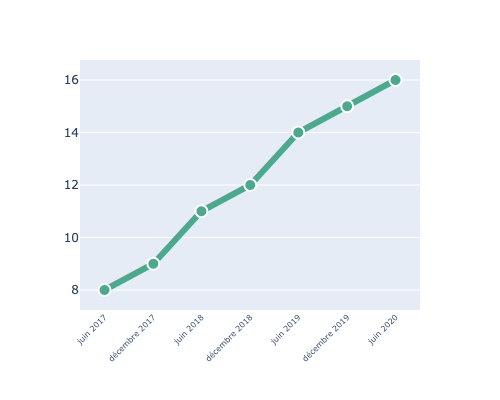 16
14
12
10
8
juin 2017
décembre 2017
juin 2018
décembre 2018
juin 2019
décembre 2019
juin 2020